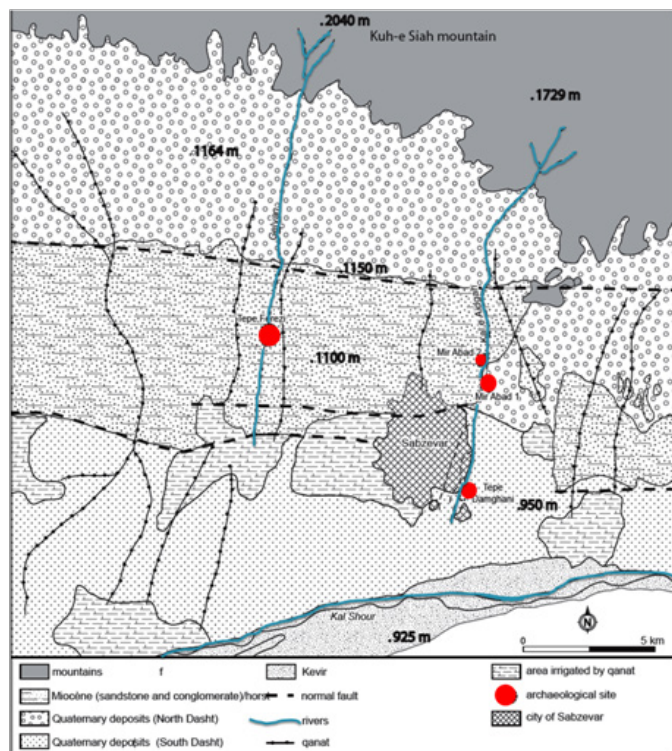 .2040 m
Kuh-e Siah mountain
.1729 m
1164 m
.1150 m
Tepe Ferezi
.1100 m
Mir Abad 2
Mir Abad 1
Sabzevar
Tepe
Damghani
.950 m
Kal Shour
.925 m
N
0 5 km
mountains f
Miocène (sandstone and conglomerate)/horst
Quaternary deposits (North Dasht)
Quaternary deposits (South Dasht)
Kevir
normal fault
rivers
qanat
area irrigated by qanat
archaeological site
city of Sabzevar